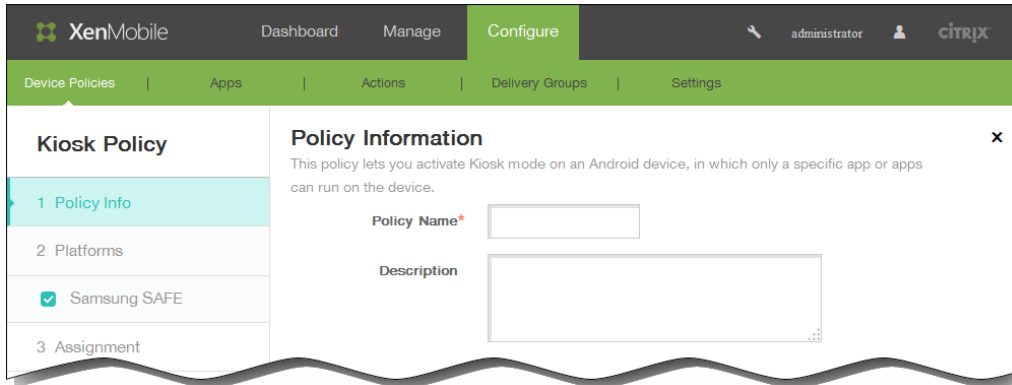 XenMobile Dashboard Manage Configure administrator CITRIX
Device Policies | Apps | Actions | Delivery Groups | Settings
Kiosk Policy
1 Policy Info
2 Platforms
Samsung SAFE
3 Assignment
Policy Information
This policy lets you activate Kiosk mode on an Android device, in which only a specific app or apps
can run on the device.
Policy Name*
Description